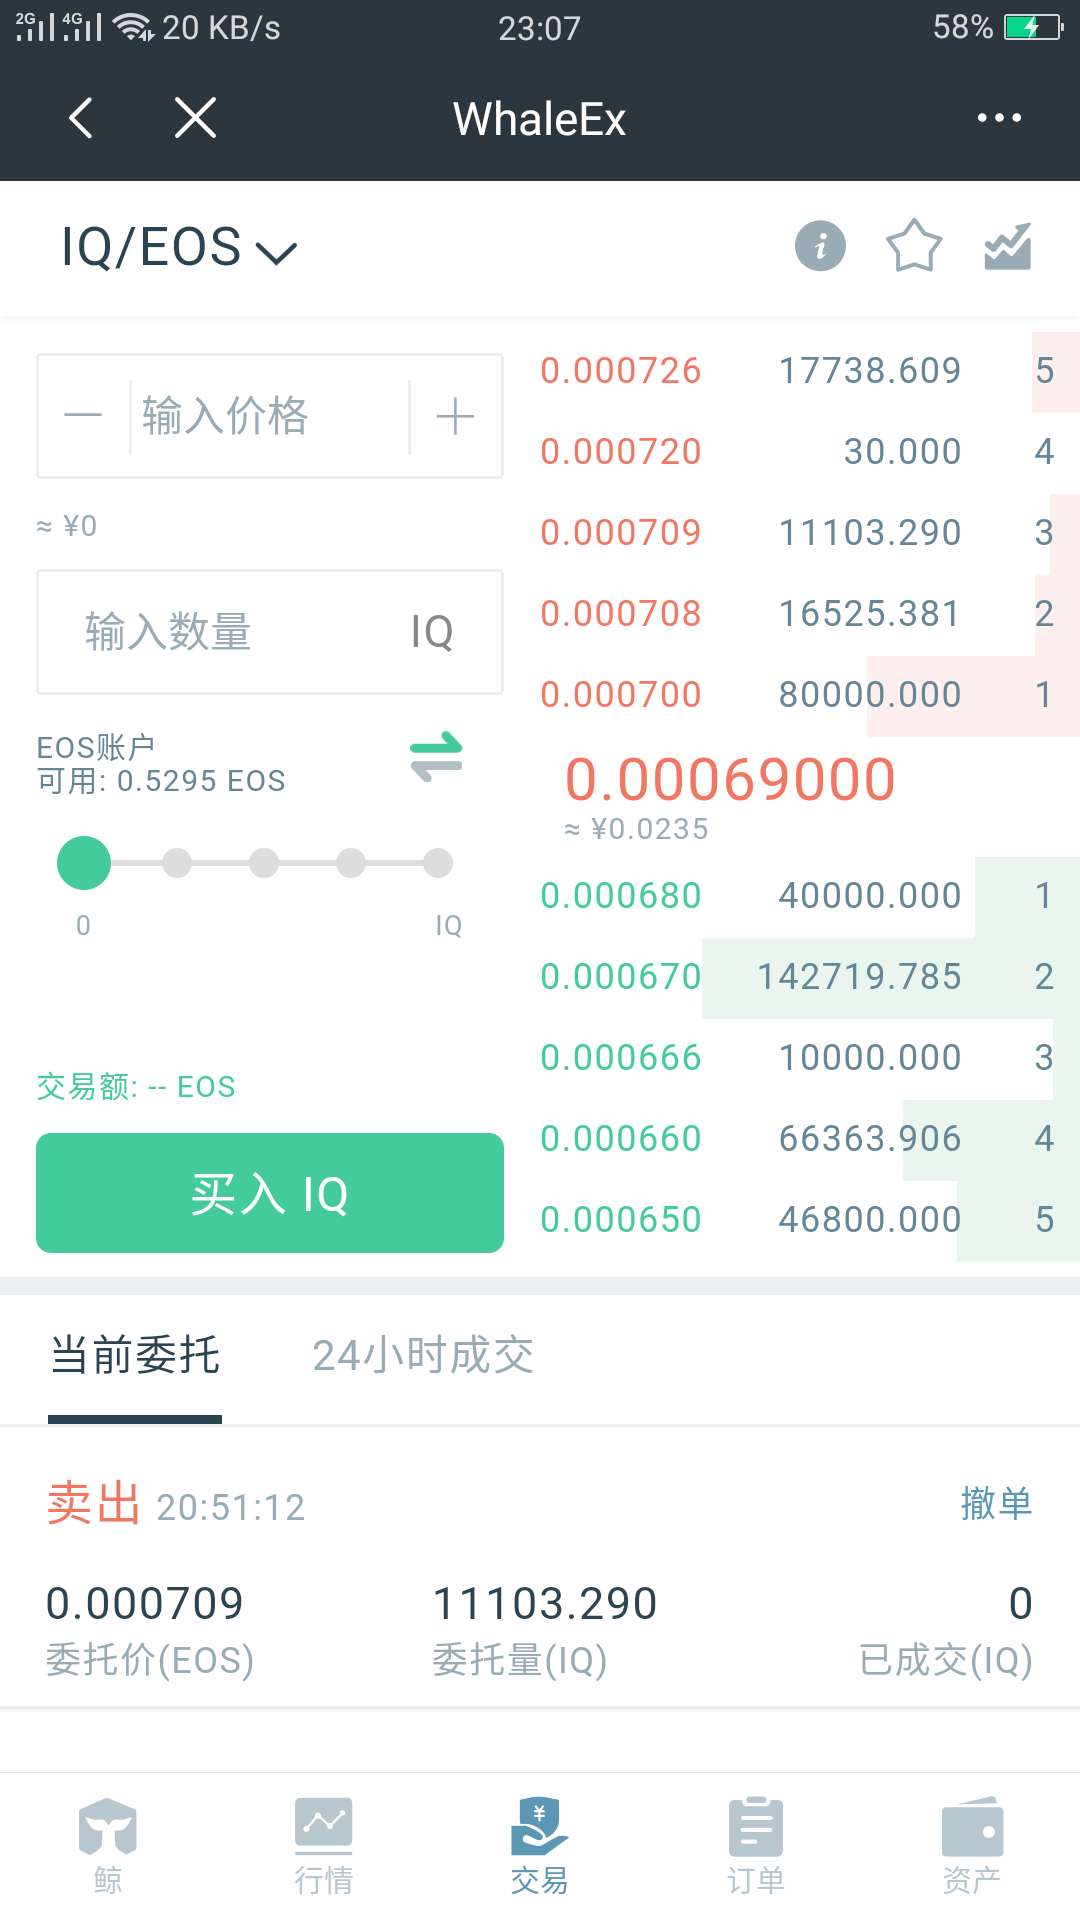 2G 4G 20 KB/s 23:07 58%
WhaleEx
IQ/EOS
输入价格
≈ ¥0
输入数量 IQ
EOS账户
可用: 0.5295 EOS
0 IQ
交易额: -- EOS
买入 IQ
0.000726 17738.609 5
0.000720 30.000 4
0.000709 11103.290 3
0.000708 16525.381 2
0.000700 80000.000 1
0.00069000
≈ ¥0.0235
0.000680 40000.000 1
0.000670 142719.785 2
0.000666 10000.000 3
0.000660 66363.906 4
0.000650 46800.000 5
当前委托 24小时成交
卖出 20:51:12 撤单
0.000709 11103.290 0
委托价(EOS) 委托量(IQ) 已成交(IQ)
鲸 行情 交易 订单 资产